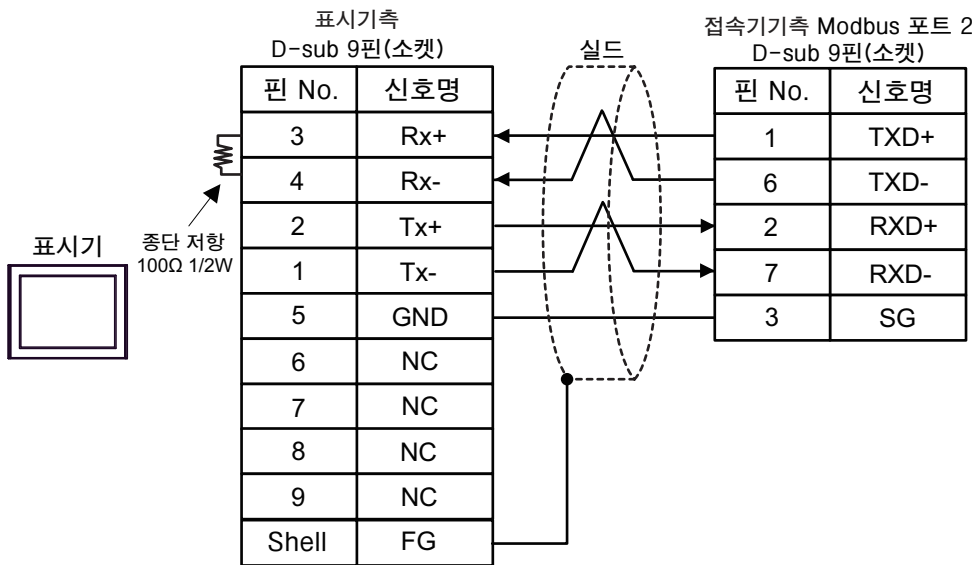 표시기측
D-sub 9핀(소켓)
핀 No. 신호명
3 Rx+
4 Rx-
2 Tx+
1 Tx-
5 GND
6 NC
7 NC
8 NC
9 NC
Shell FG
종단 저항
100Ω 1/2W
표시기
실드
접속기기측 Modbus 포트 2
D-sub 9핀(소켓)
핀 No. 신호명
1 TXD+
6 TXD-
2 RXD+
7 RXD-
3 SG